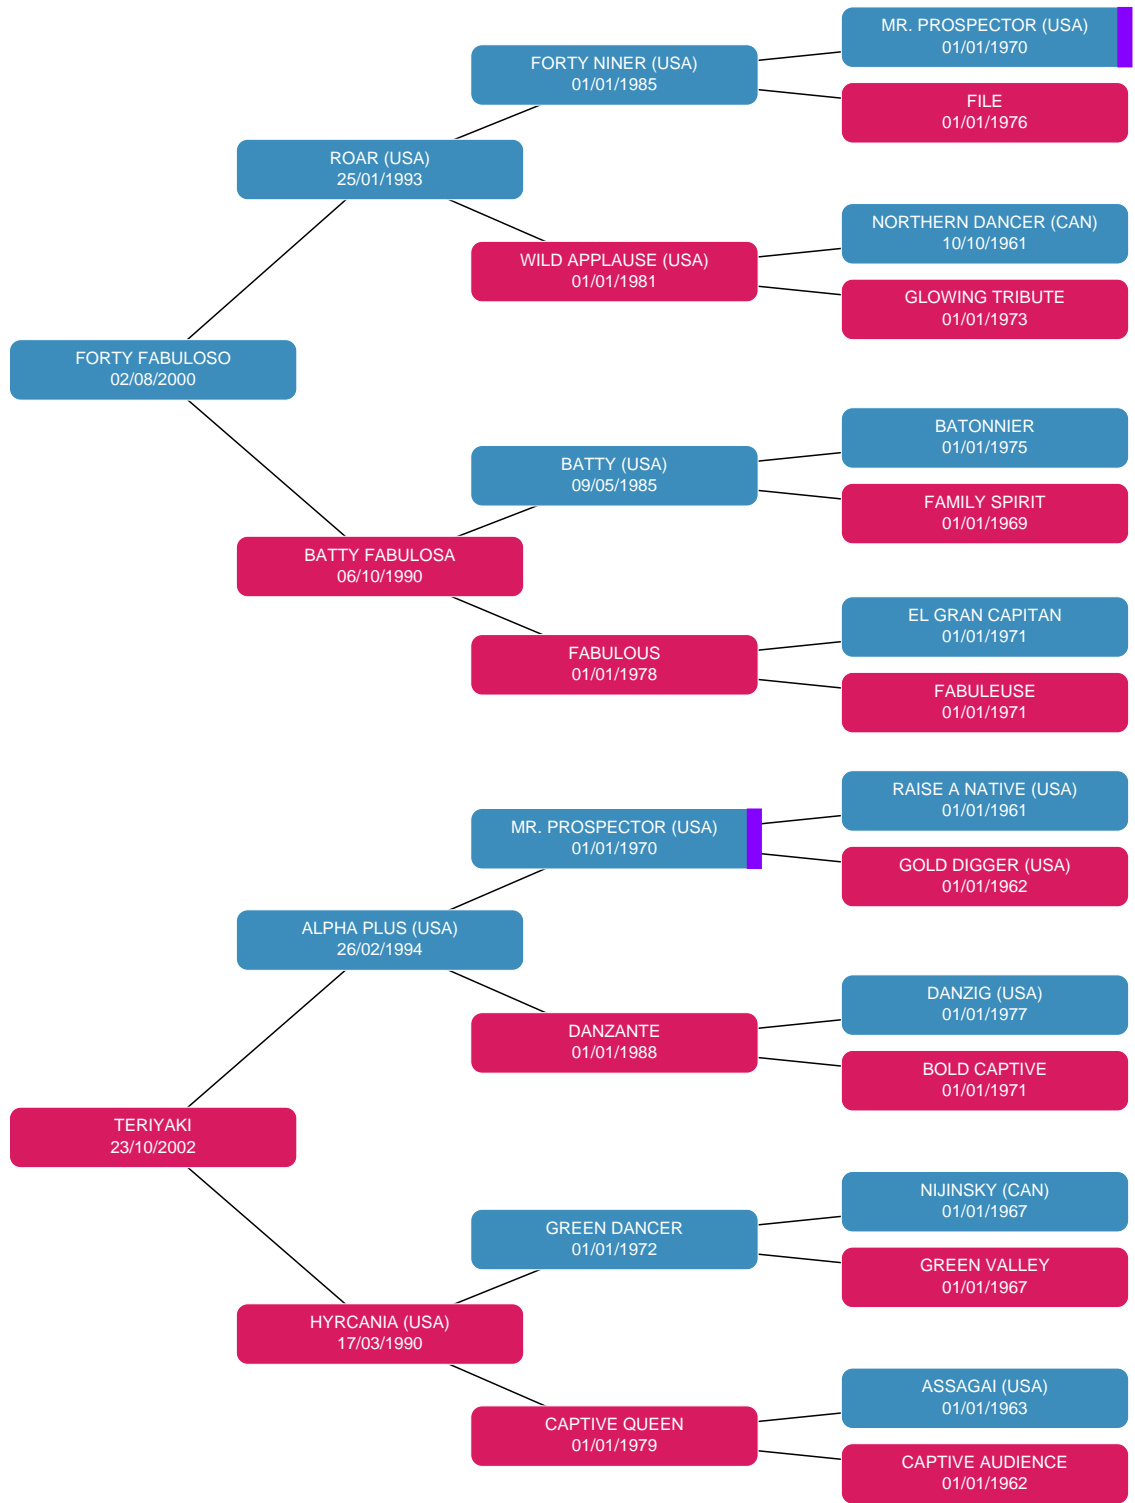 MR. PROSPECTOR (USA)
01/01/1970
FORTY NINER (USA)
01/01/1985
FILE
01/01/1976
ROAR (USA)
25/01/1993
NORTHERN DANCER (CAN)
10/10/1961
WILD APPLAUSE (USA)
01/01/1981
GLOWING TRIBUTE
01/01/1973
FORTY FABULOSO
02/08/2000
BATONNIER
01/01/1975
BATTY (USA)
09/05/1985
FAMILY SPIRIT
01/01/1969
BATTY FABULOSA
06/10/1990
EL GRAN CAPITAN
01/01/1971
FABULOUS
01/01/1978
FABULEUSE
01/01/1971
RAISE A NATIVE (USA)
01/01/1961
MR. PROSPECTOR (USA)
01/01/1970
GOLD DIGGER (USA)
01/01/1962
ALPHA PLUS (USA)
26/02/1994
DANZIG (USA)
01/01/1977
DANZANTE
01/01/1988
BOLD CAPTIVE
01/01/1971
TERIYAKI
23/10/2002
NIJINSKY (CAN)
01/01/1967
GREEN DANCER
01/01/1972
GREEN VALLEY
01/01/1967
HYRCANIA (USA)
17/03/1990
ASSAGAI (USA)
01/01/1963
CAPTIVE QUEEN
01/01/1979
CAPTIVE AUDIENCE
01/01/1962